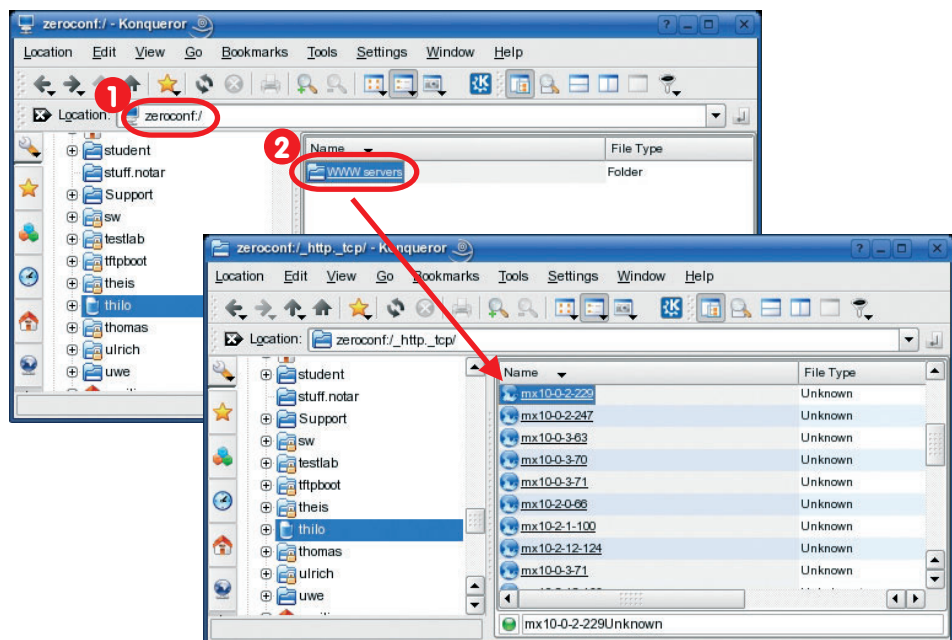 zeroconf:/ - Konqueror
Location Edit View Go Bookmarks Tools Settings Window Help
1
Location: zeroconf:/
student
stuff.notar
Support
sw
testlab
tftpboot
theis
thilo
thomas
ulrich
uwe
2
Name File Type
WWW servers Folder
zeroconf:/_http._tcp/ - Konqueror
Location Edit View Go Bookmarks Tools Settings Window Help
Location: zeroconf:/_http._tcp/
student
stuff.notar
Support
sw
testlab
tftpboot
theis
thilo
thomas
ulrich
uwe
Name File Type
mx10-0-2-229 Unknown
mx10-0-2-247 Unknown
mx10-0-3-63 Unknown
mx10-0-3-70 Unknown
mx10-0-3-71 Unknown
mx10-2-0-66 Unknown
mx10-2-1-100 Unknown
mx10-2-12-124 Unknown
mx10-0-3-71 Unknown
mx10-0-2-229Unknown